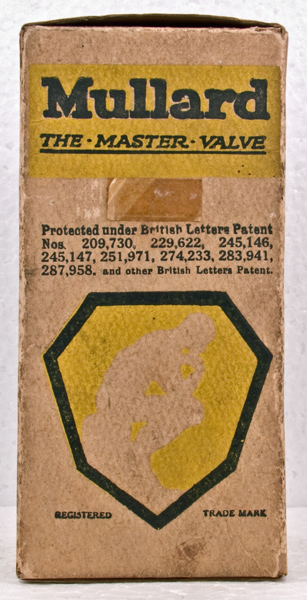 Mullard
THE · MASTER · VALVE
Protected under British Letters Patent
Nos. 209,730, 229,622, 245,146,
245,147, 251,971, 274,233, 283,941,
287,958. and other British Letters Patent.
REGISTERED TRADE MARK